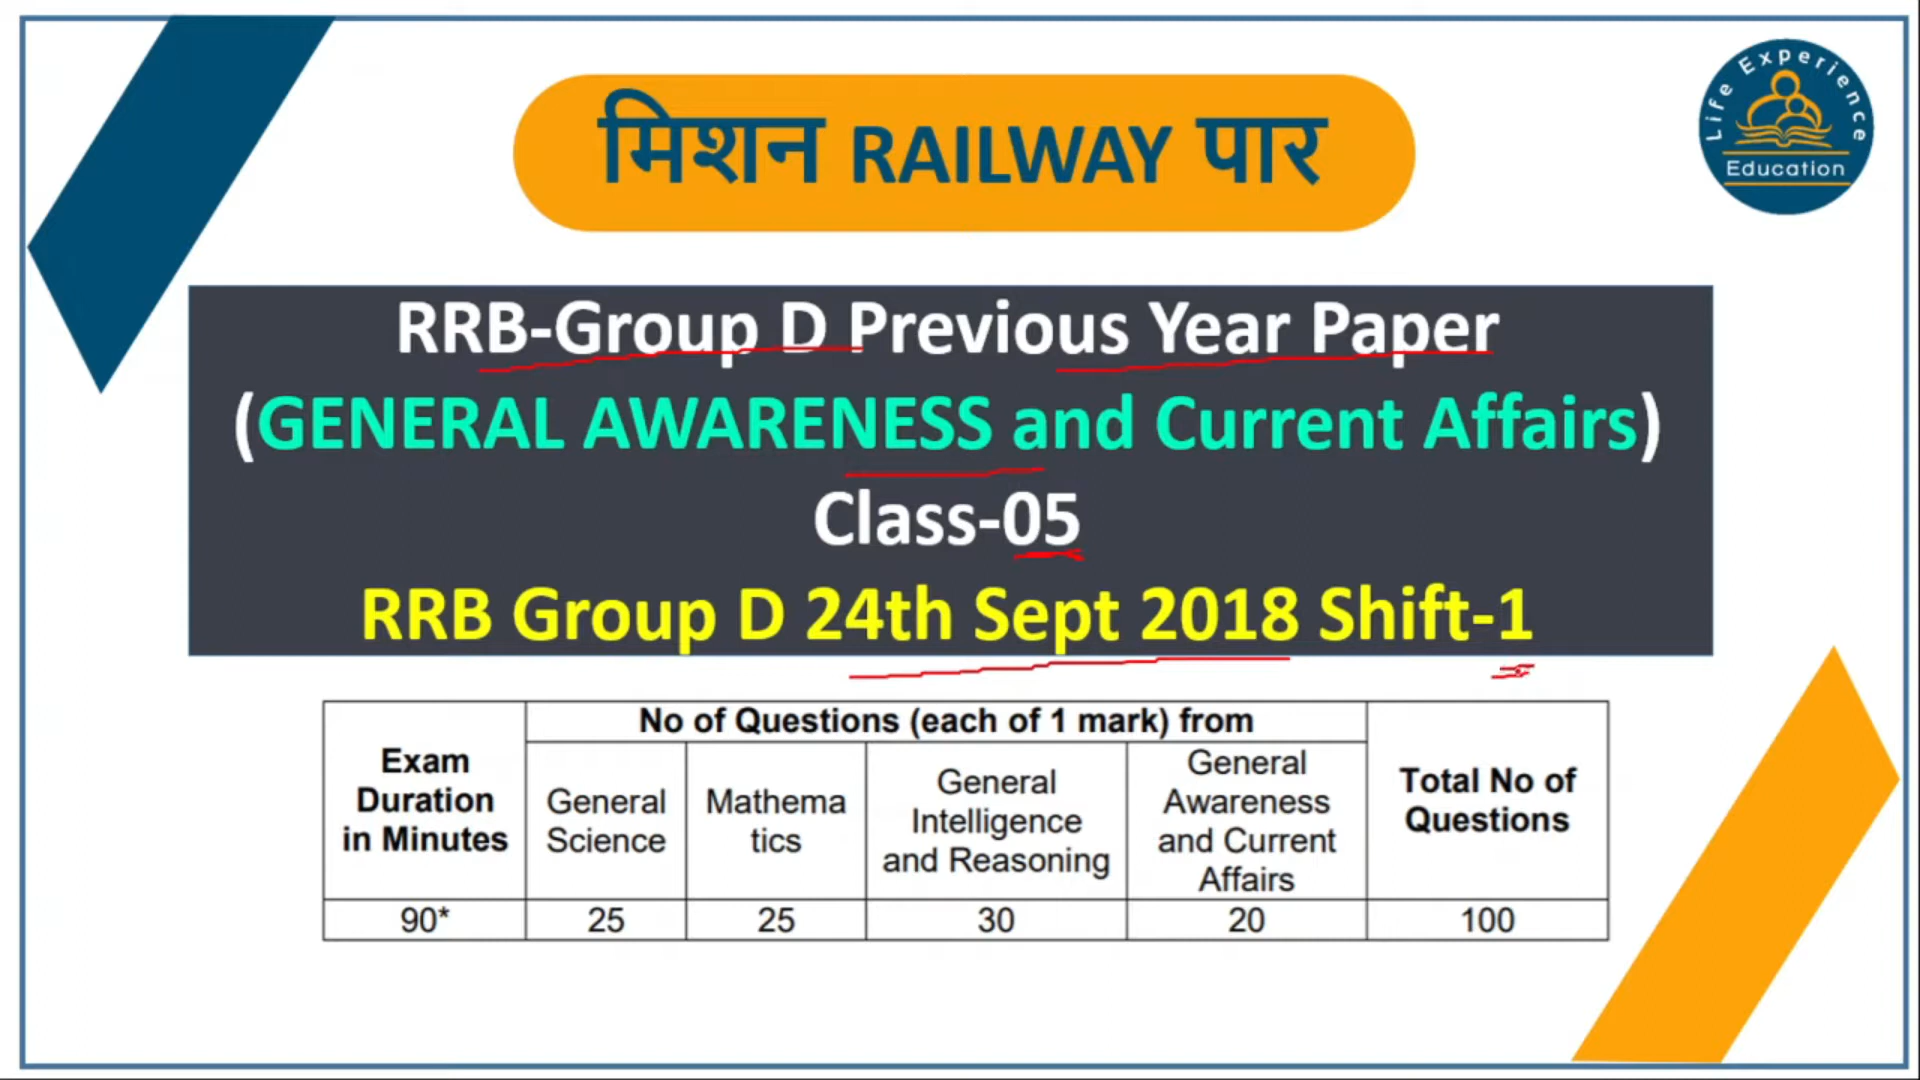 मिशन RAILWAY पार
Life Experience
Education
RRB-Group D Previous Year Paper
(GENERAL AWARENESS and Current Affairs)
Class-05
RRB Group D 24th Sept 2018 Shift-1
Exam
Duration
in Minutes
No of Questions (each of 1 mark) from
General
Science
Mathema
tics
General
Intelligence
and Reasoning
General
Awareness
and Current
Affairs
Total No of
Questions
90*
25
25
30
20
100